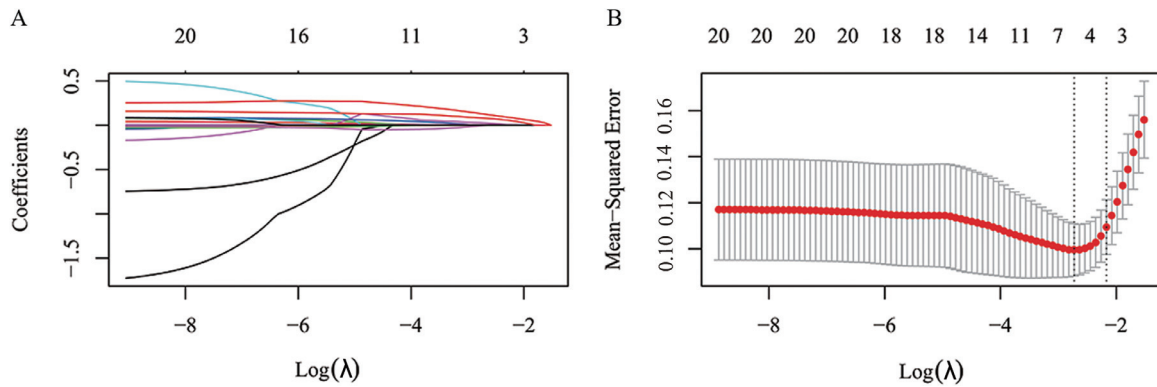 A
20 16 11 3
Coefficients
0.5
−0.5
−1.5
−8 −6 −4 −2
Log(λ)
B
20 20 20 20 18 18 14 11 7 4 3
Mean−Squared Error
0.16
0.14
0.12
0.10
−8 −6 −4 −2
Log(λ)